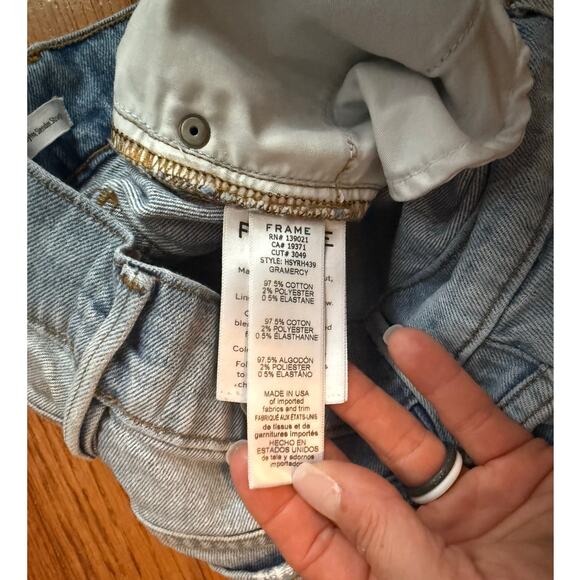 FRAME
RN# 139021
CA# 19371
CUT# 3049
STYLE: HSYRH439
GRAMERCY
97.5% COTTON
2% POLYESTER
0.5% ELASTANE
97.5% COTON
2% POLYESTER
0.5% ÉLASTHANNE
97.5% ALGODÓN
2% POLIÉSTER
0.5% ELASTANO
MADE IN USA
of imported
fabrics and trim
FABRIQUÉ AUX ÉTATS-UNIS
de tissus et de
garnitures importés
HECHO EN
ESTADOS UNIDOS
de tela y adornos
importados